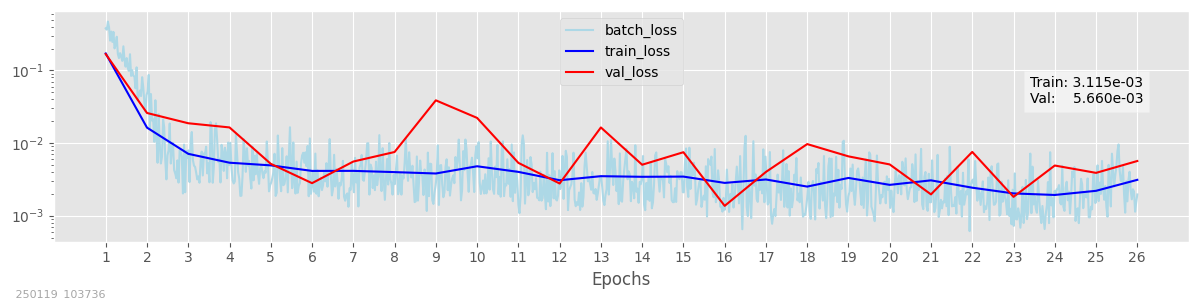 batch_loss
train_loss
val_loss
Train: 3.115e-03
Val: 5.660e-03
10⁻¹
10⁻²
10⁻³
1 2 3 4 5 6 7 8 9 10 11 12 13 14 15 16 17 18 19 20 21 22 23 24 25 26
Epochs
250119_103736